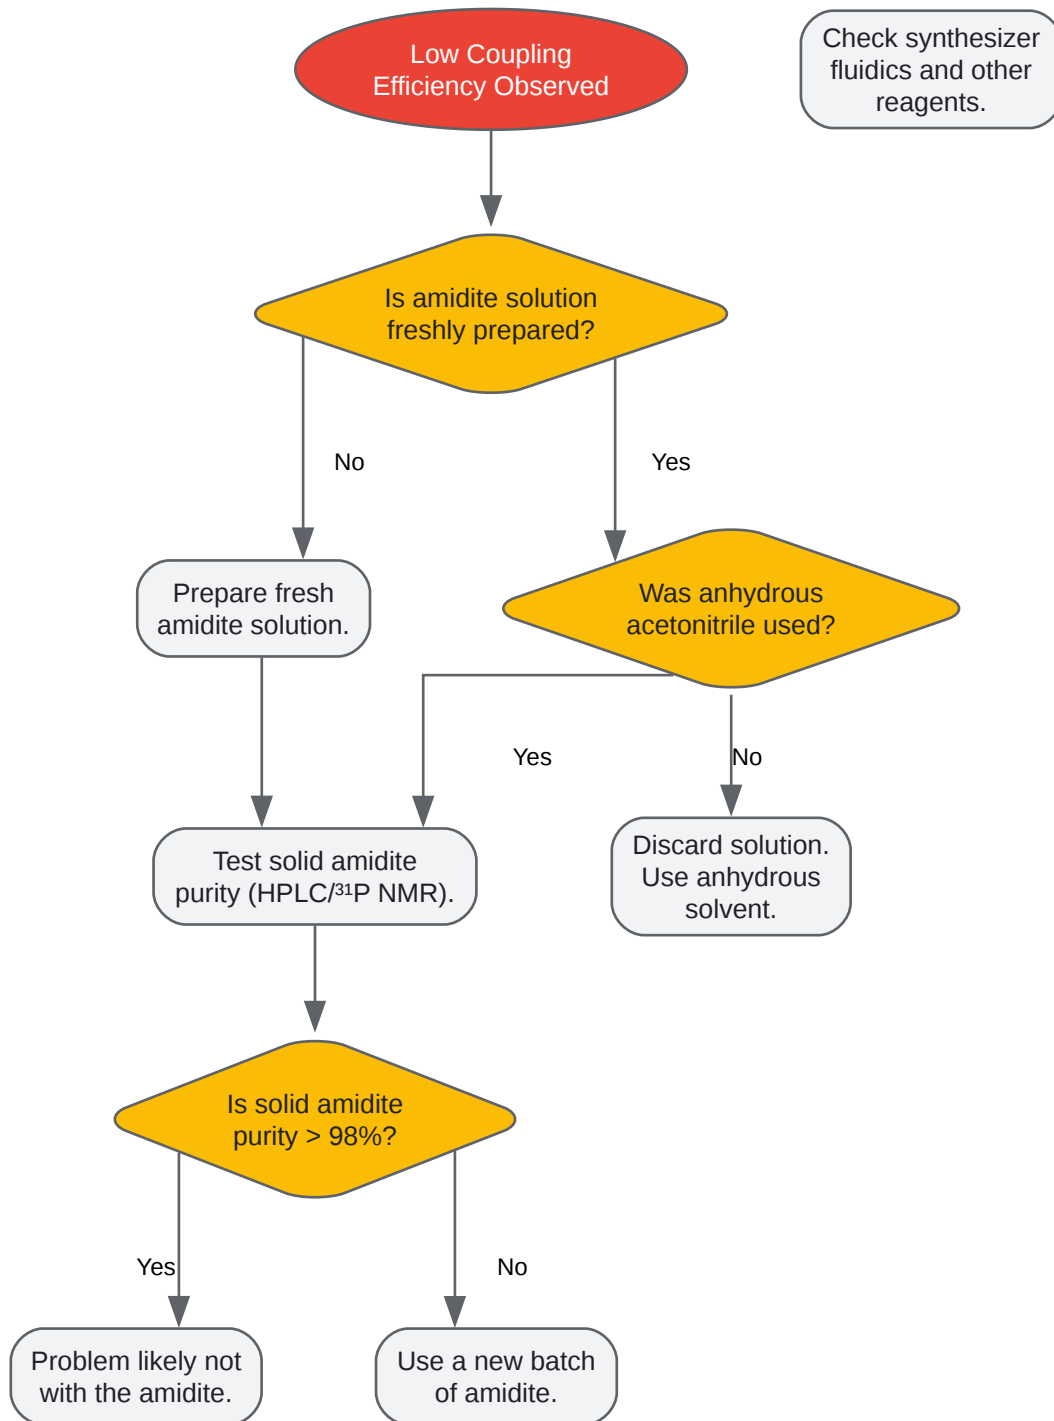 Low Coupling
Efficiency Observed
Check synthesizer
fluidics and other
reagents.
Is amidite solution
freshly prepared?
No
Yes
Prepare fresh
amidite solution.
Was anhydrous
acetonitrile used?
Yes
No
Test solid amidite
purity (HPLC/³¹P NMR).
Discard solution.
Use anhydrous
solvent.
Is solid amidite
purity > 98%?
Yes
No
Problem likely not
with the amidite.
Use a new batch
of amidite.